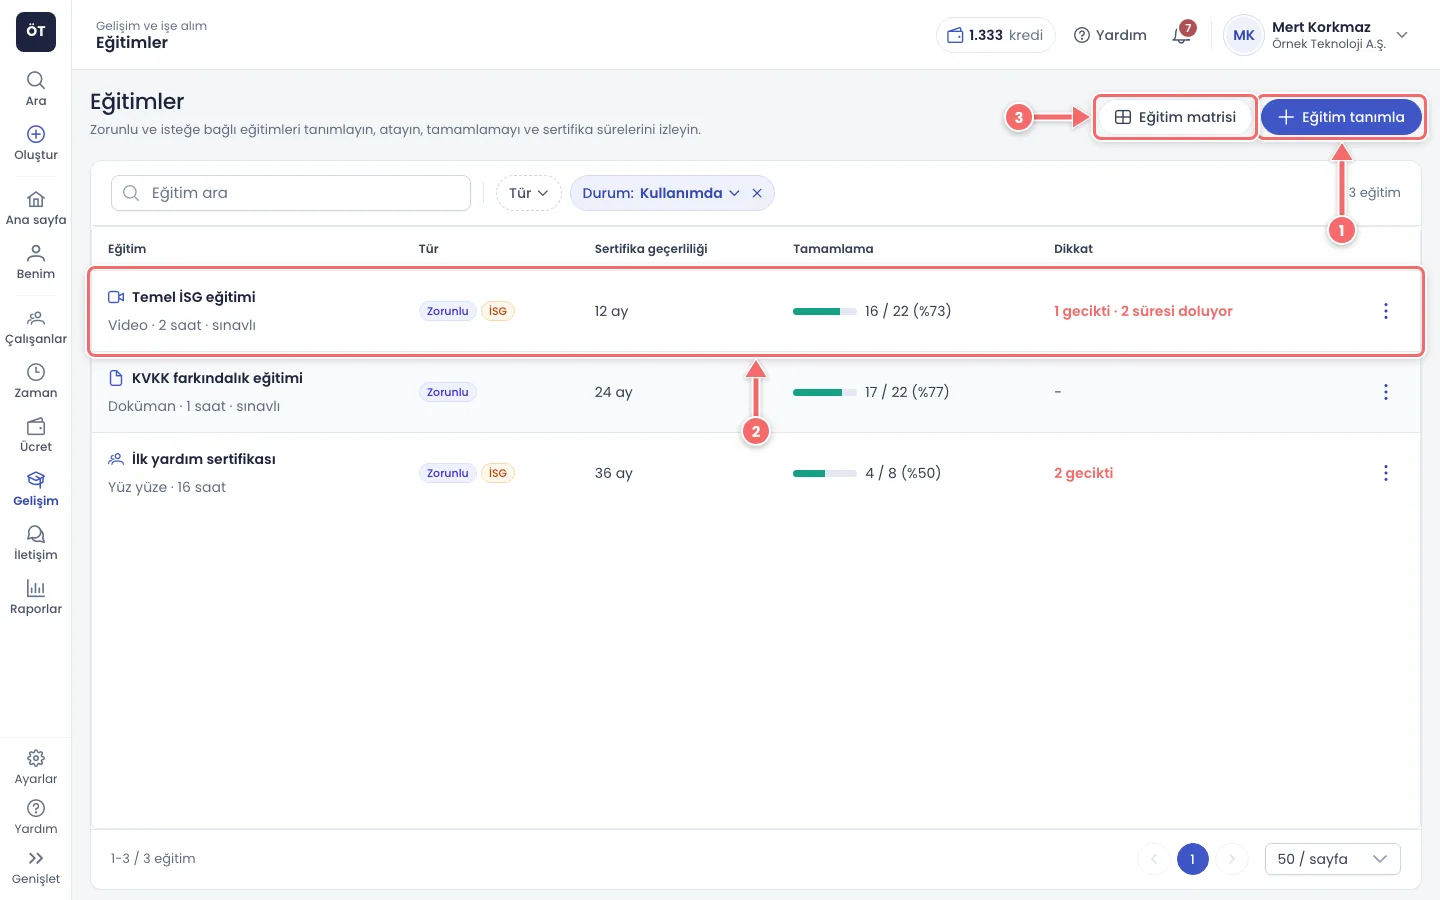 ÖT
Ara
Oluştur
Ana sayfa
Benim
Çalışanlar
Zaman
Ücret
Gelişim
İletişim
Raporlar
Ayarlar
Yardım
Genişlet
Gelişim ve işe alım
Eğitimler
1.333 kredi
Yardım
7
MK
Mert Korkmaz
Örnek Teknoloji A.Ş.
Eğitimler
Zorunlu ve isteğe bağlı eğitimleri tanımlayın, atayın, tamamlamayı ve sertifika sürelerini izleyin.
3
Eğitim matrisi
Eğitim tanımla
Eğitim ara
Tür
Durum: Kullanımda
3 eğitim
1
Eğitim Tür Sertifika geçerliliği Tamamlama Dikkat
Temel İSG eğitimi
Video · 2 saat · sınavlı
Zorunlu İSG 12 ay 16 / 22 (%73) 1 gecikti · 2 süresi doluyor
KVKK farkındalık eğitimi
Doküman · 1 saat · sınavlı
Zorunlu 24 ay 17 / 22 (%77) -
2
İlk yardım sertifikası
Yüz yüze · 16 saat
Zorunlu İSG 36 ay 4 / 8 (%50) 2 gecikti
1-3 / 3 eğitim
1
50 / sayfa